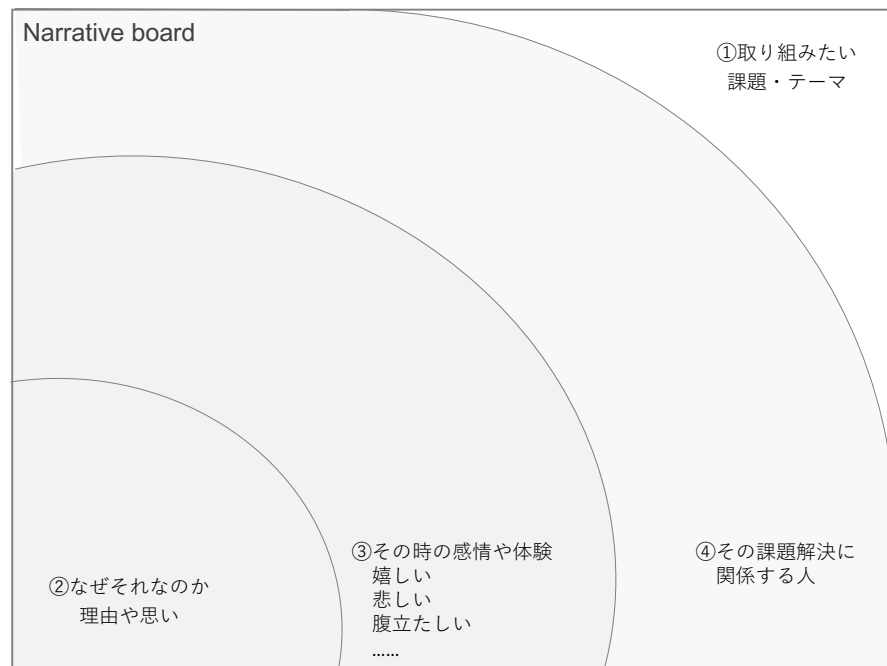 Narrative board
①取り組みたい
課題・テーマ
②なぜそれなのか
理由や思い
③その時の感情や体験
嬉しい
悲しい
腹立たしい
……
④その課題解決に
関係する人